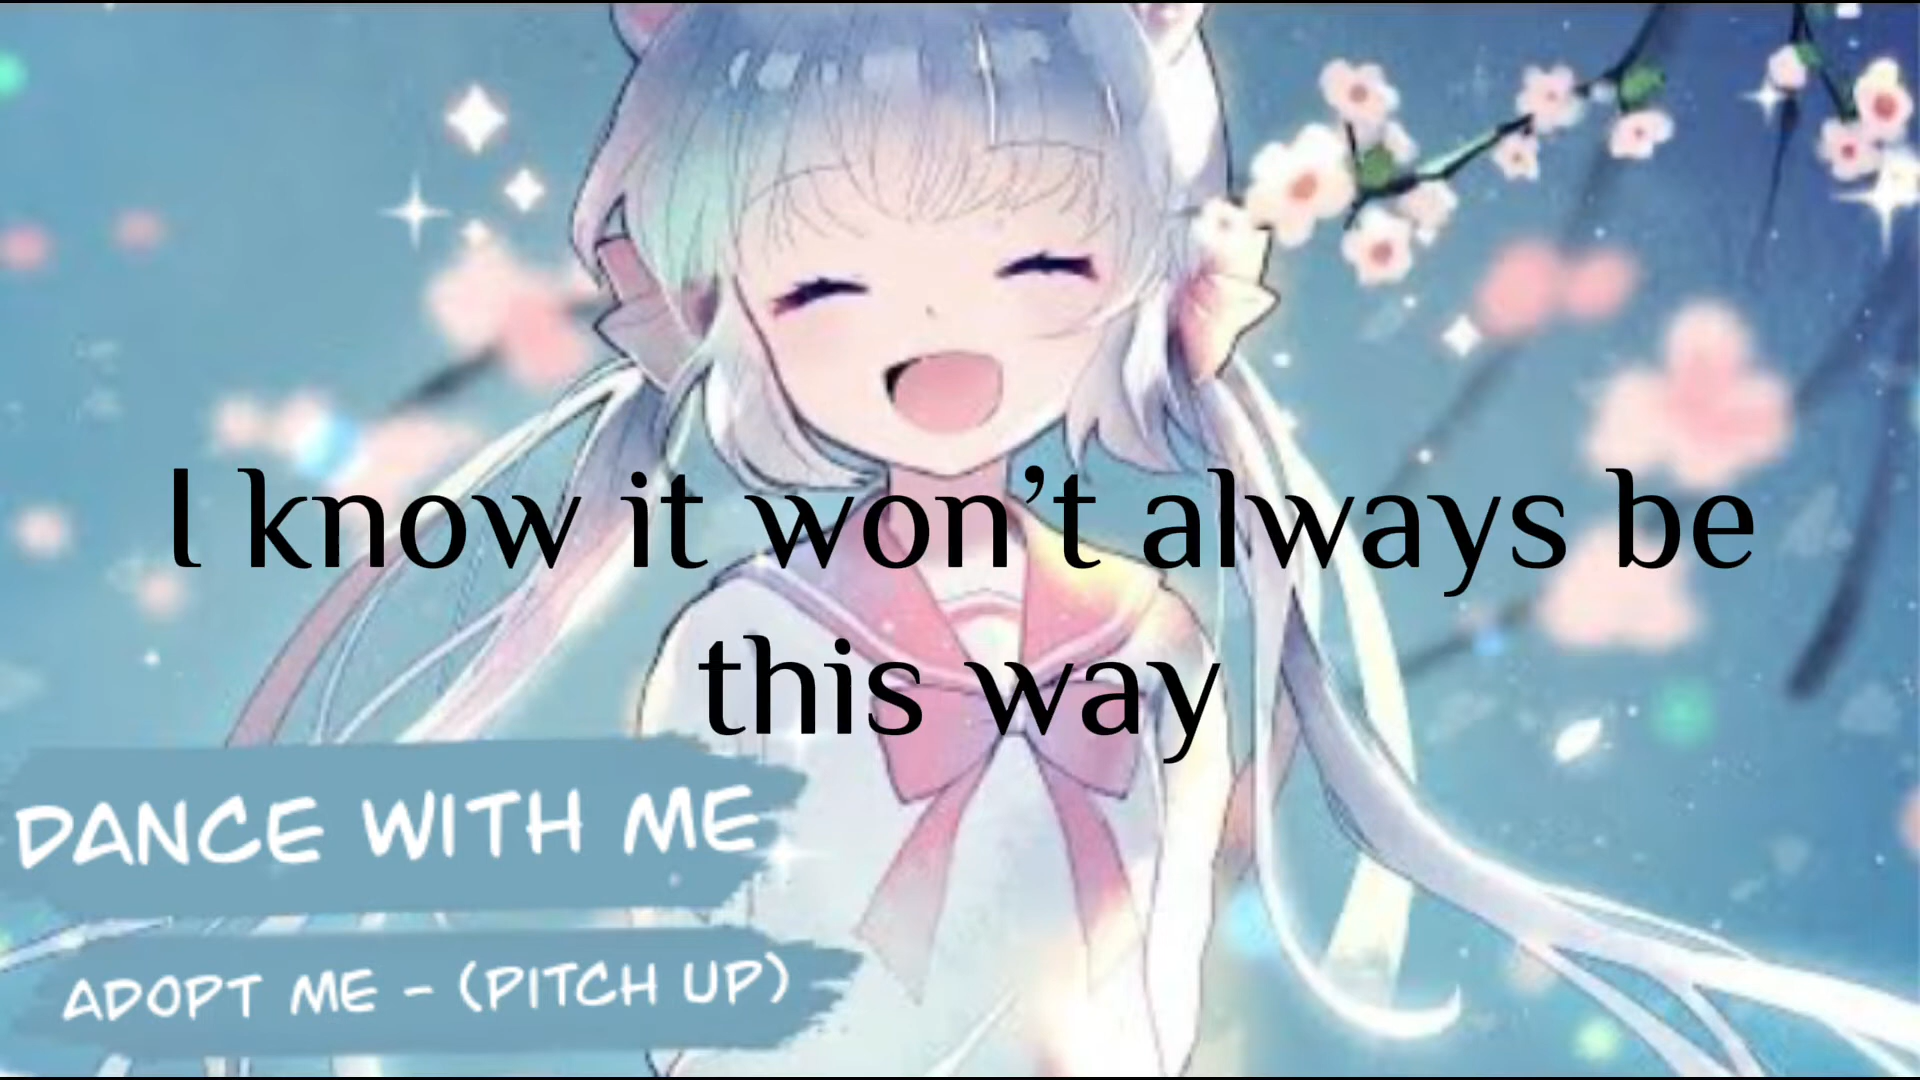 I know it won’t always be
this way
DANCE WITH ME
ADOPT ME - (PITCH UP)